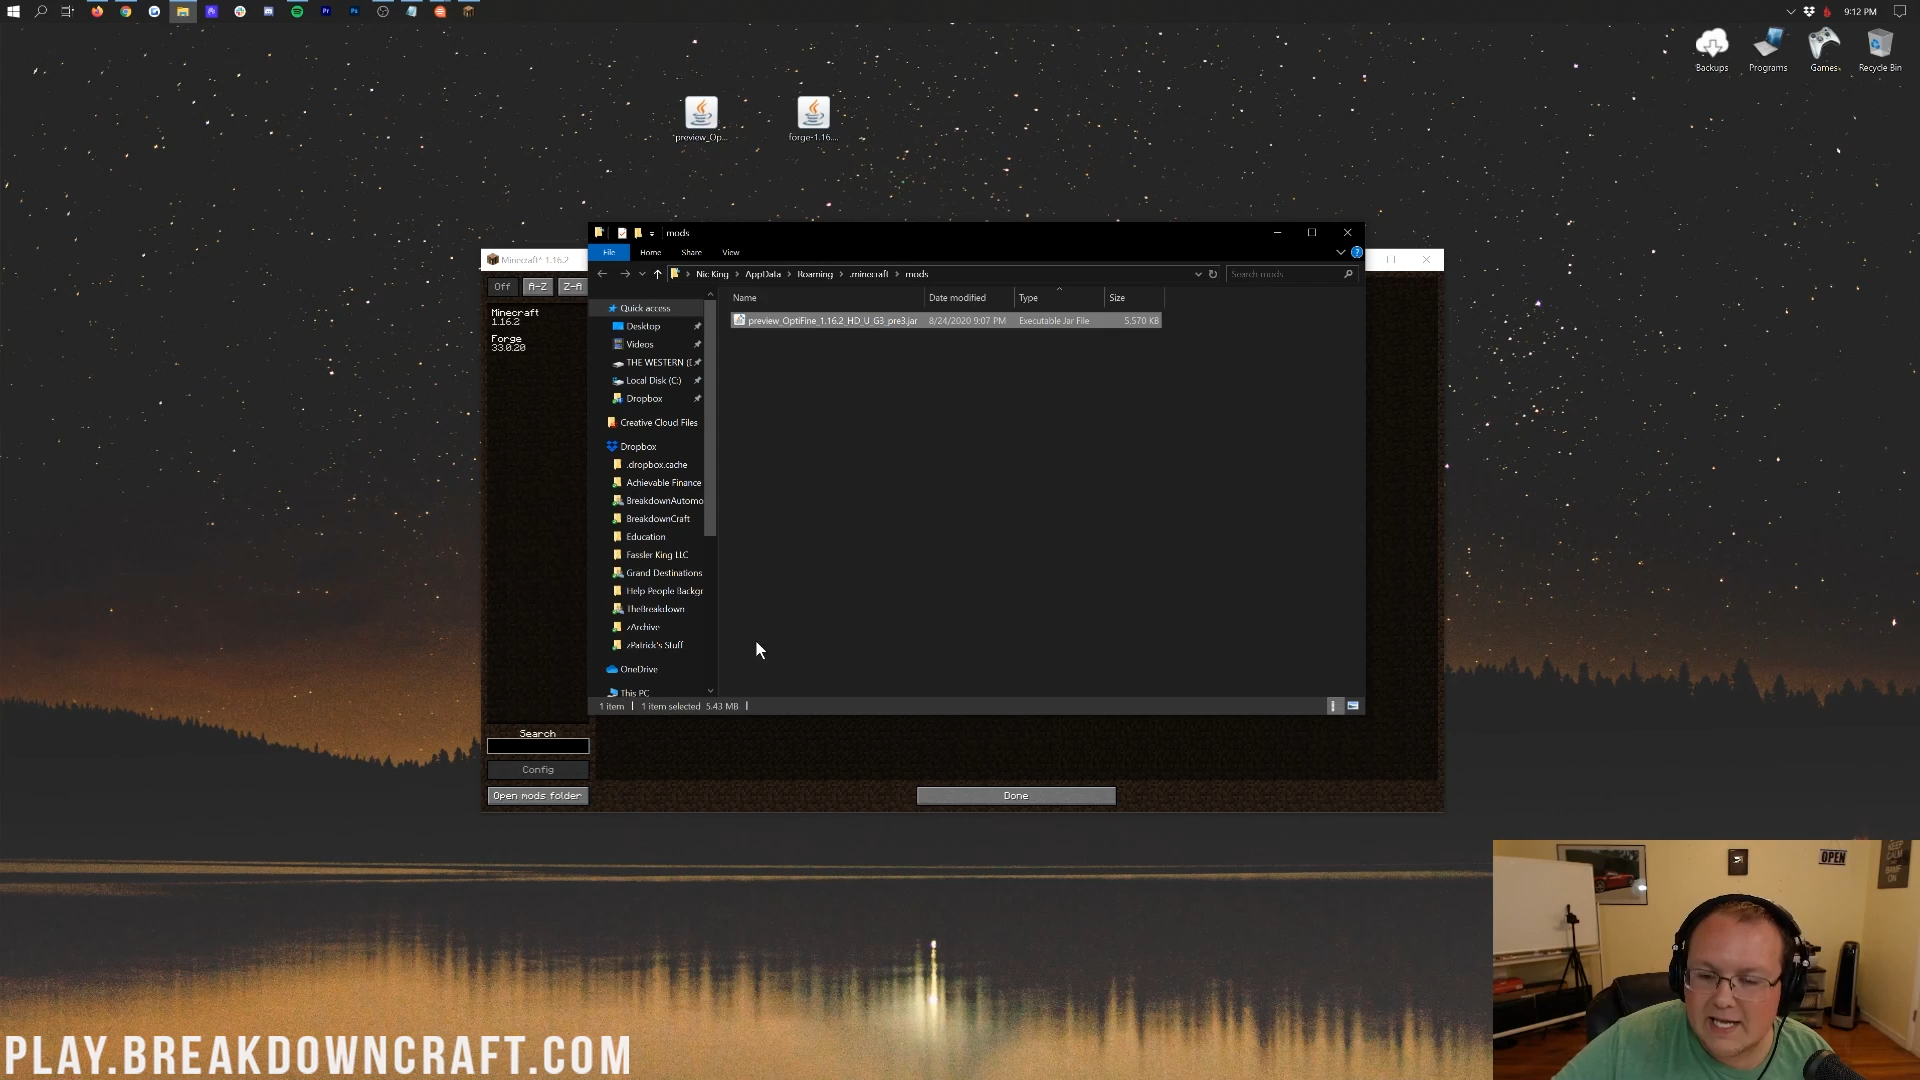 9:12 PM
Backups
Programs
Games
Recycle Bin
preview_Op...
forge-1.16....
mods
File
Home
Share
View
Nic King
AppData
Roaming
.minecraft
mods
Search mods
Minecraft* 1.16.2
Off
A-Z
Z-A
Minecraft
1.16.2
Forge
33.0.20
Name
Date modified
Type
Size
preview_OptiFine_1.16.2_HD_U_G3_pre3.jar
8/24/2020 9:07 PM
Executable Jar File
5,570 KB
Quick access
Desktop
Videos
THE WESTERN (
Local Disk (C:)
Dropbox
Creative Cloud Files
Dropbox
.dropbox.cache
Achievable Finance
BreakdownAutomo
BreakdownCraft
Education
Fassler King LLC
Grand Destinations
Help People Backgr
TheBreakdown
zArchive
zPatrick's Stuff
OneDrive
This PC
1 item
1 item selected 5.43 MB
Search
Config
Open mods folder
Done
OPEN
KEEP
CALM
AND
ON
PLAY.BREAKDOWNCRAFT.COM